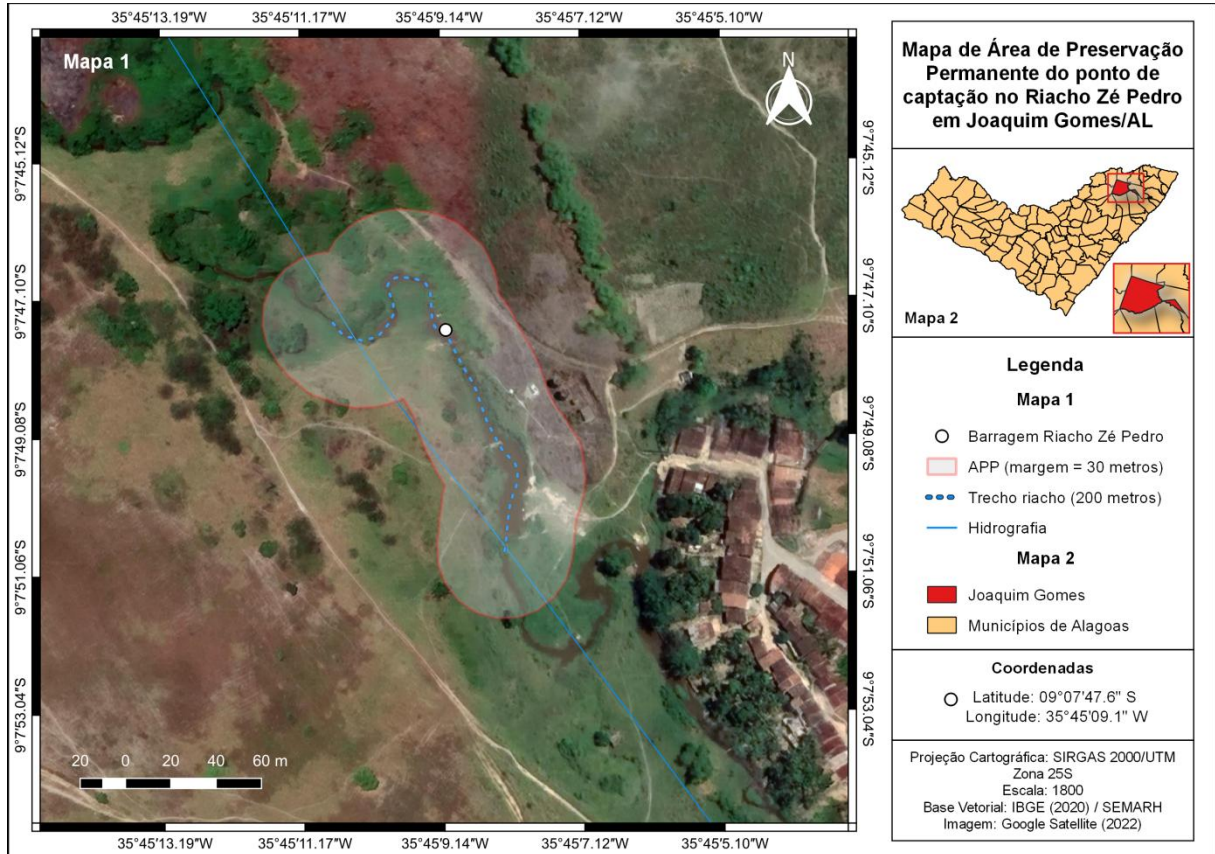 35°45'13.19"W 35°45'11.17"W 35°45'9.14"W 35°45'7.12"W 35°45'5.10"W
Mapa 1
N
9°7'45.12"S
9°7'47.10"S
9°7'49.08"S
9°7'51.06"S
9°7'53.04"S
9°7'45.12"S
9°7'47.10"S
9°7'49.08"S
9°7'51.06"S
9°7'53.04"S
20 0 20 40 60 m
35°45'13.19"W 35°45'11.17"W 35°45'9.14"W 35°45'7.12"W 35°45'5.10"W
Mapa de Área de Preservação
Permanente do ponto de
captação no Riacho Zé Pedro
em Joaquim Gomes/AL
Mapa 2
Legenda
Mapa 1
Barragem Riacho Zé Pedro
APP (margem = 30 metros)
Trecho riacho (200 metros)
Hidrografia
Mapa 2
Joaquim Gomes
Municípios de Alagoas
Coordenadas
Latitude: 09°07'47.6" S
Longitude: 35°45'09.1" W
Projeção Cartográfica: SIRGAS 2000/UTM
Zona 25S
Escala: 1800
Base Vetorial: IBGE (2020) / SEMARH
Imagem: Google Satellite (2022)